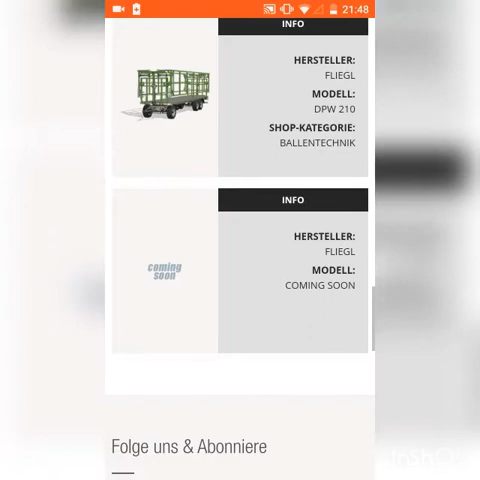 21:48
INFO
HERSTELLER:
FLIEGL
MODELL:
DPW 210
SHOP-KATEGORIE:
BALLENTECHNIK
INFO
coming
soon
HERSTELLER:
FLIEGL
MODELL:
COMING SOON
Folge uns & Abonniere